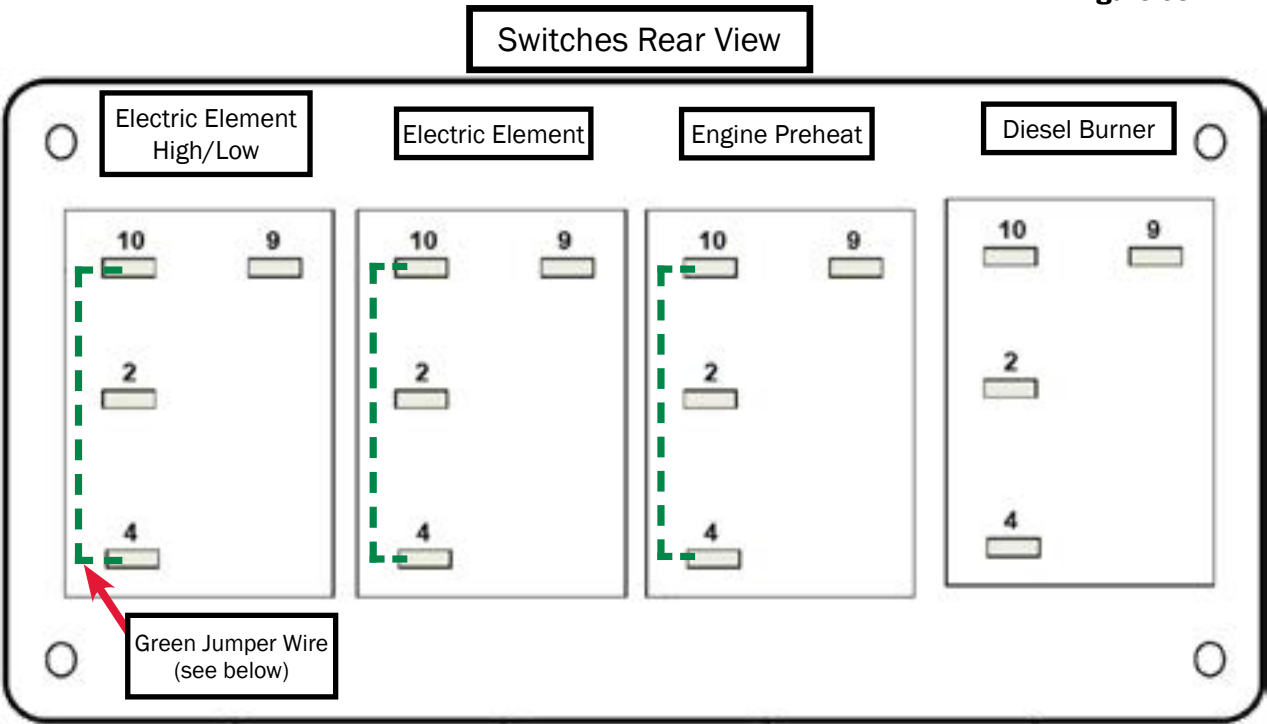 Switches Rear View
Electric Element
High/Low
Electric Element
Engine Preheat
Diesel Burner
10 9
2
4
10 9
2
4
10 9
2
4
10 9
2
4
Green Jumper Wire
(see below)